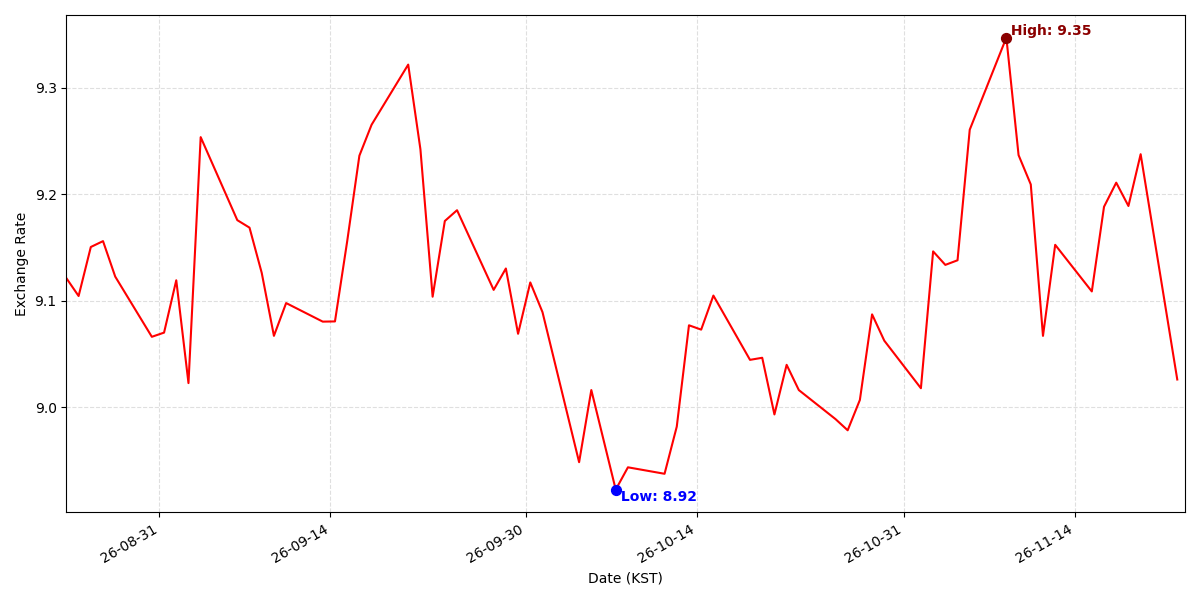 High: 9.35
9.3
9.2
9.1
9.0
Exchange Rate
Low: 8.92
26-08-31
26-09-14
26-09-30
26-10-14
26-10-31
26-11-14
Date (KST)